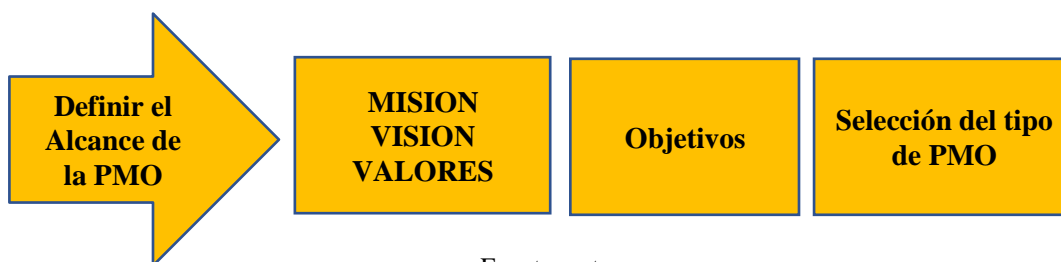 Definir el
Alcance de
la PMO
MISION
VISION
VALORES
Objetivos
Selección del tipo
de PMO